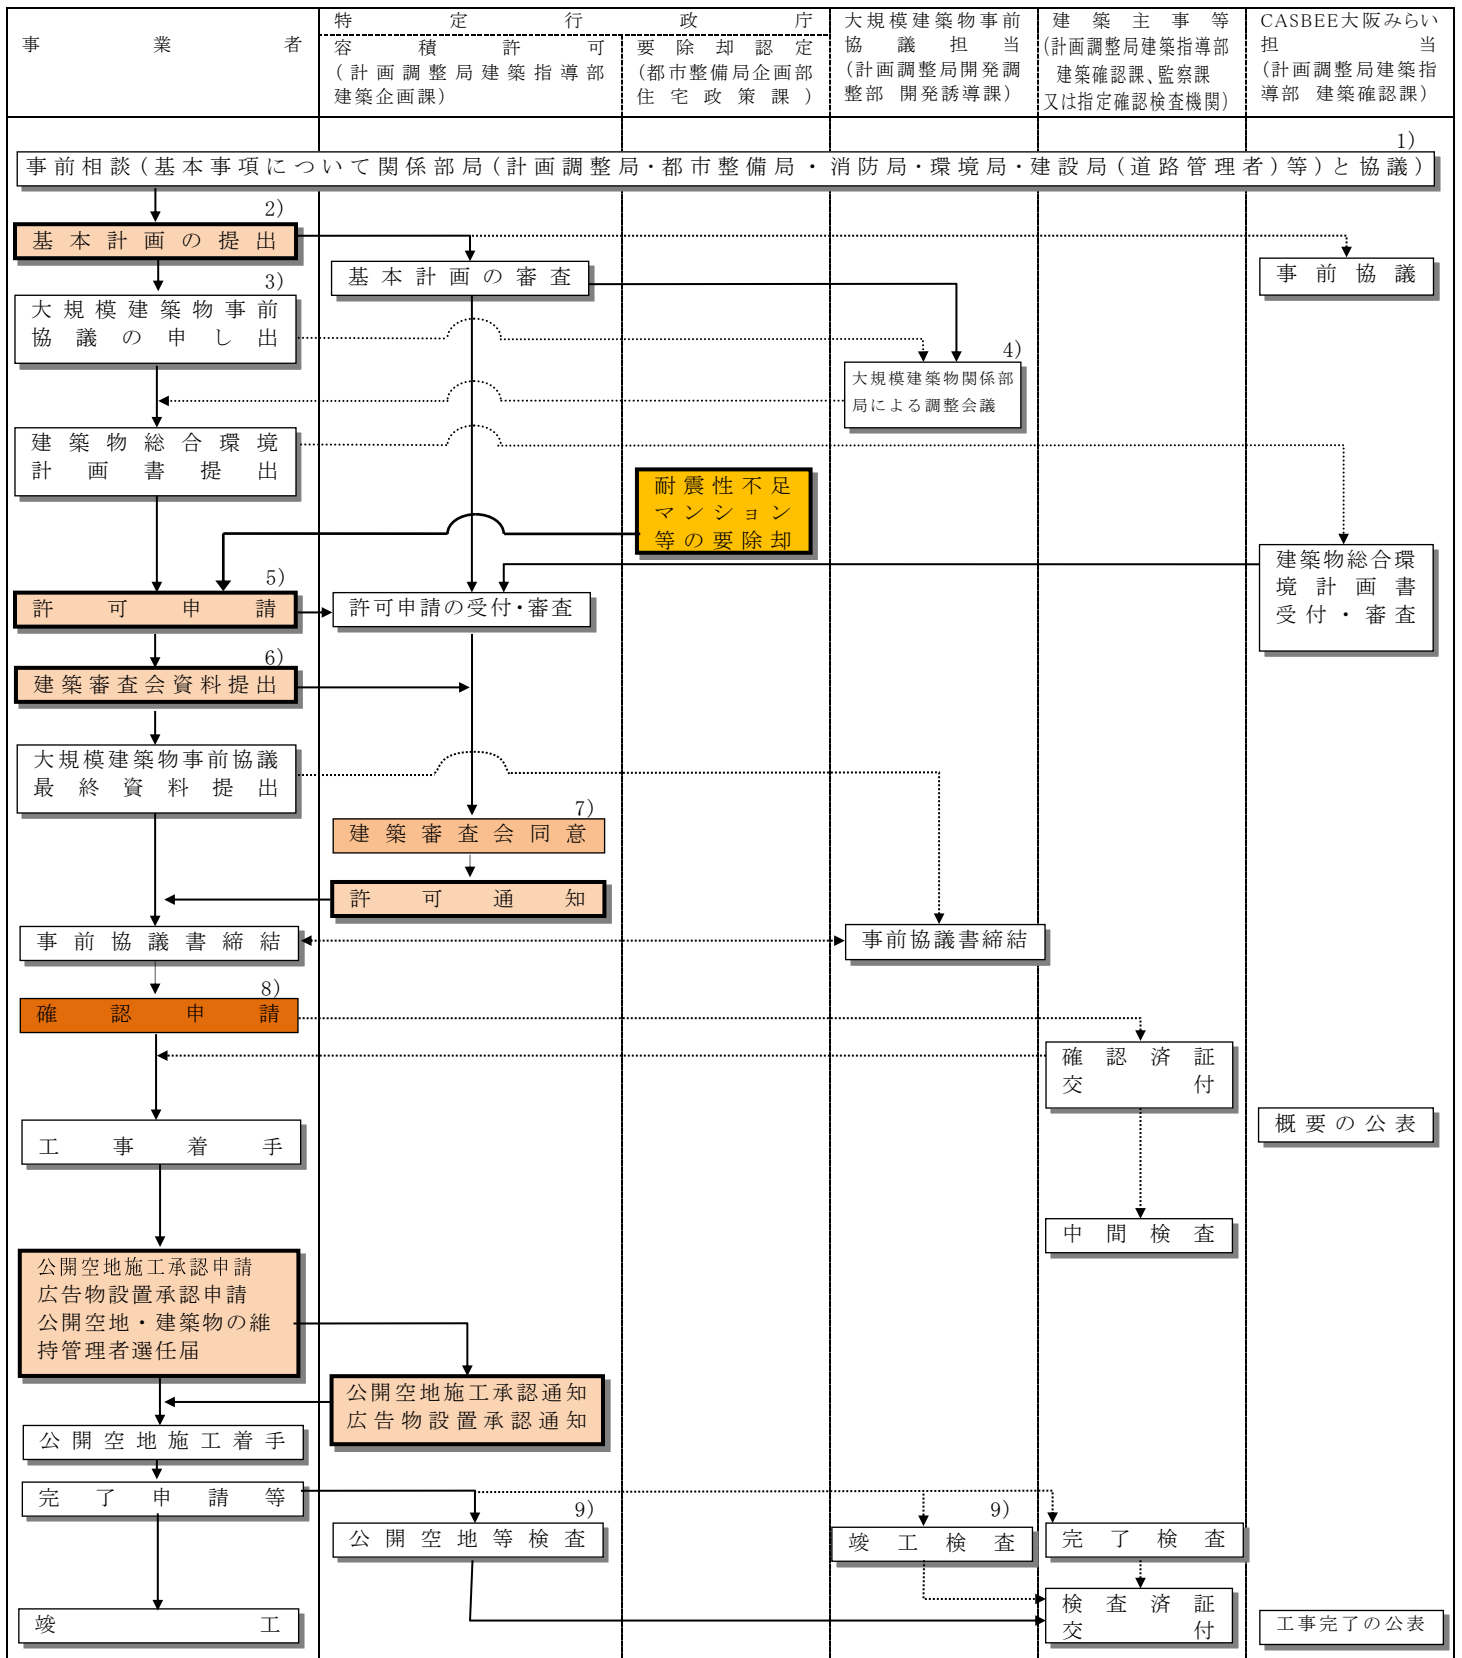 事業者
特定行政庁
容積許可
(計画調整局建築指導部
建築企画課)
要除却認定
(都市整備局企画部
住宅政策課)
大規模建築物事前
協議担当
(計画調整局開発調
整部 開発誘導課)
建築主事等
(計画調整局建築指導部
建築確認課、監察課
又は指定確認検査機関)
CASBEE大阪みらい
担当
(計画調整局建築指
導部 建築確認課)
1)
事前相談(基本事項について関係部局(計画調整局・都市整備局・消防局・環境局・建設局(道路管理者)等)と協議)
2)
基本計画の提出
基本計画の審査
事前協議
3)
大規模建築物事前
協議の申し出
4)
大規模建築物関係部
局による調整会議
建築物総合環境
計画書提出
耐震性不足
マンション
等の要除却
建築物総合環
境計画書
受付・審査
5)
許可申請
許可申請の受付・審査
6)
建築審査会資料提出
大規模建築物事前協議
最終資料提出
7)
建築審査会同意
許可通知
事前協議書締結
事前協議書締結
8)
確認申請
確認済証
交付
概要の公表
工事着手
中間検査
公開空地施工承認申請
広告物設置承認申請
公開空地・建築物の維
持管理者選任届
公開空地施工承認通知
広告物設置承認通知
公開空地施工着手
完了申請等
9)
公開空地等検査
9)
竣工検査
完了検査
検査済証
交付
竣工
工事完了の公表